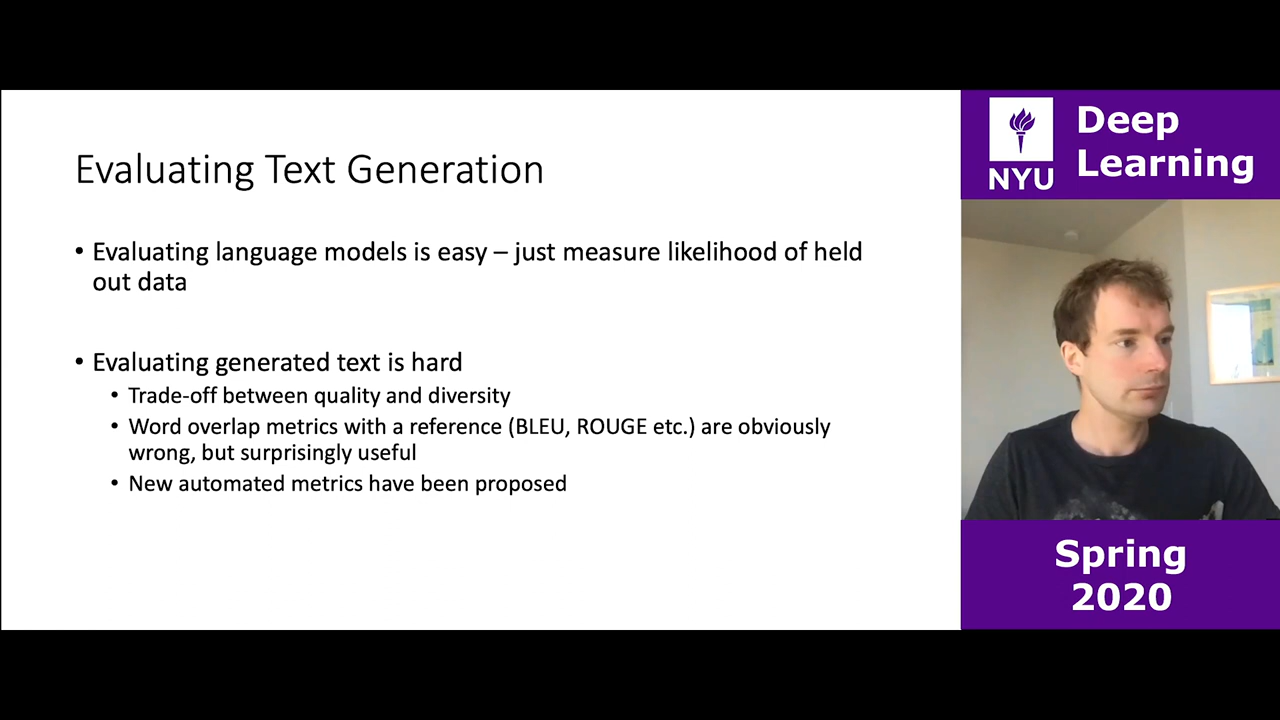 Evaluating Text Generation
• Evaluating language models is easy – just measure likelihood of held
out data
• Evaluating generated text is hard
• Trade-off between quality and diversity
• Word overlap metrics with a reference (BLEU, ROUGE etc.) are obviously
wrong, but surprisingly useful
• New automated metrics have been proposed
NYU
Deep
Learning
Spring
2020